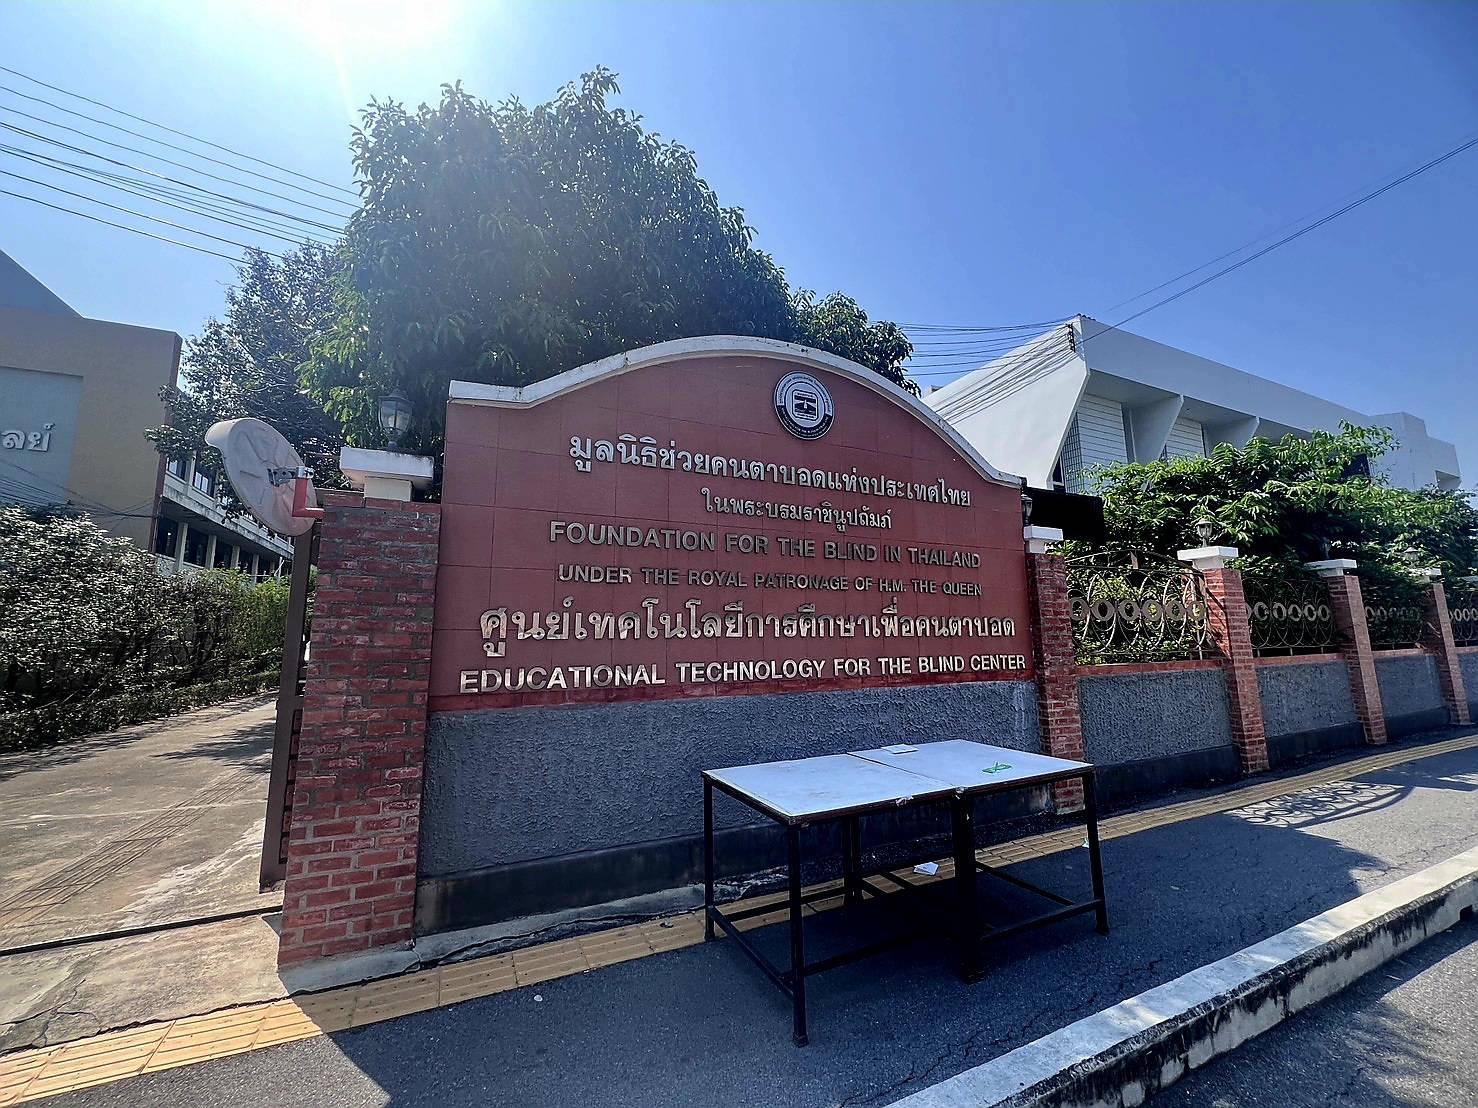 ลย์
มูลนิธิช่วยคนตาบอดแห่งประเทศไทย
ในพระบรมราชินูปถัมภ์
FOUNDATION FOR THE BLIND IN THAILAND
UNDER THE ROYAL PATRONAGE OF H.M. THE QUEEN
ศูนย์เทคโนโลยีการศึกษาเพื่อคนตาบอด
EDUCATIONAL TECHNOLOGY FOR THE BLIND CENTER